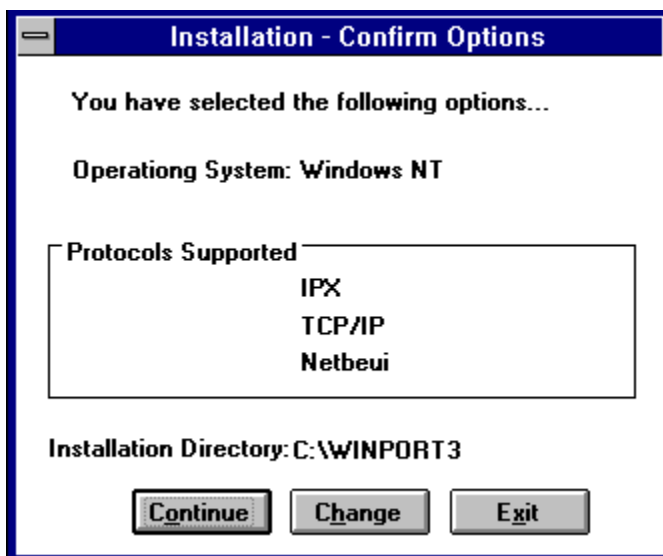 Installation - Confirm Options
You have selected the following options...
Operationg System: Windows NT
Protocols Supported
IPX
TCP/IP
Netbeui
Installation Directory: C:\WINPORT3
Continue Change Exit